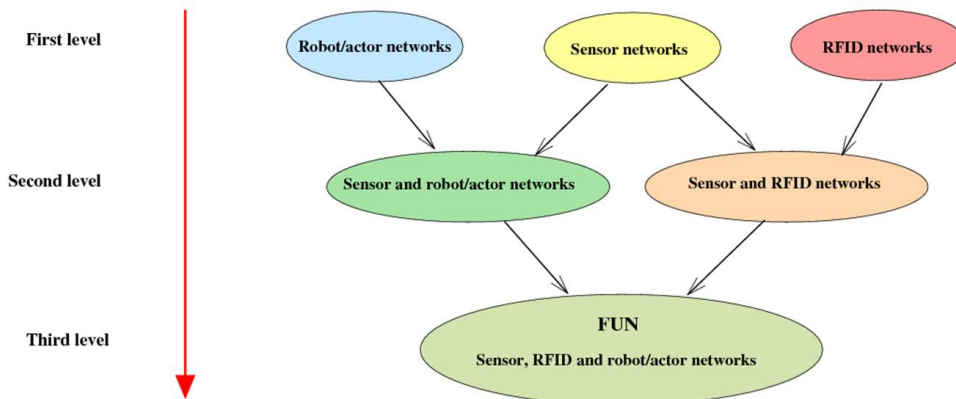 First level
Robot/actor networks
Sensor networks
RFID networks
Second level
Sensor and robot/actor networks
Sensor and RFID networks
Third level
FUN
Sensor, RFID and robot/actor networks